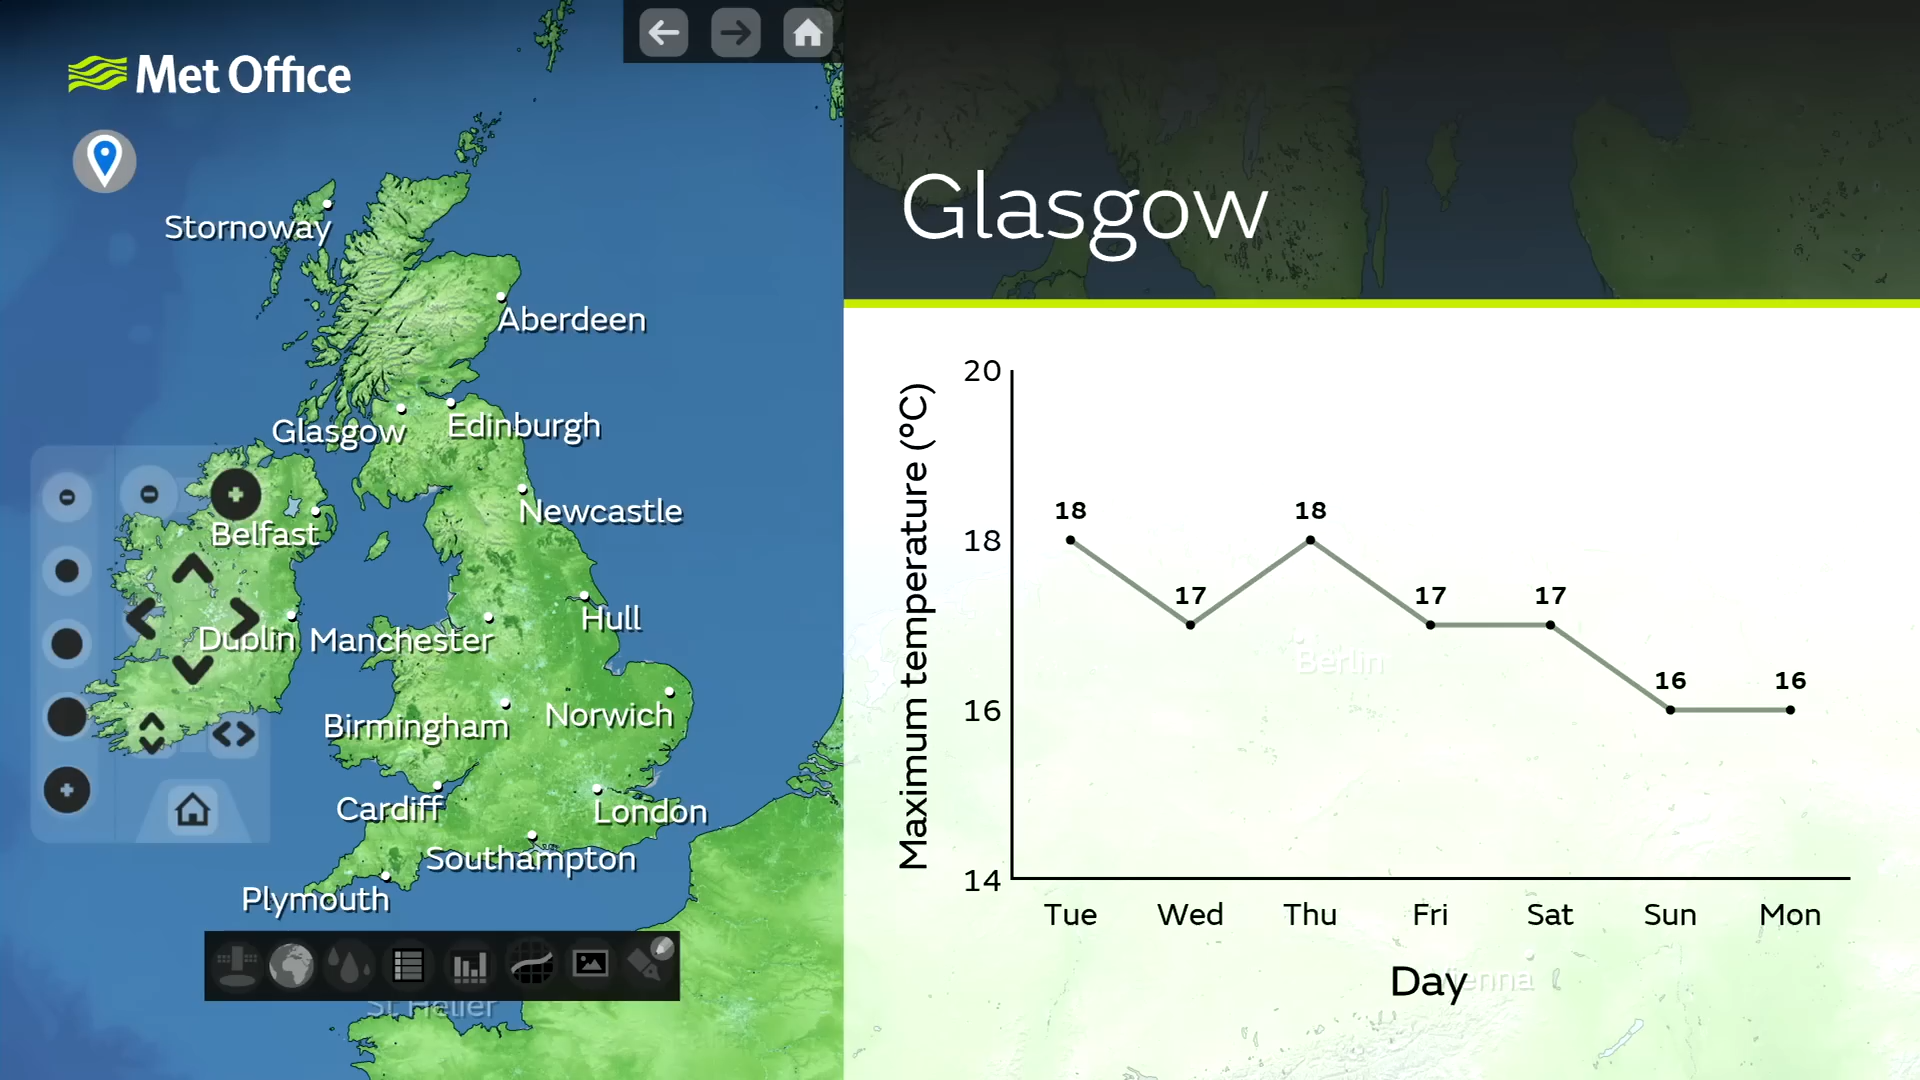 Met Office
Stornoway
Aberdeen
Glasgow
Edinburgh
Newcastle
Belfast
Dublin
Manchester
Hull
Birmingham
Norwich
Cardiff
London
Southampton
Plymouth
St Helier
Glasgow
Maximum temperature (°C)
20
18
16
14
18
17
18
17
17
16
16
Berlin
Tue Wed Thu Fri Sat Sun Mon
Day